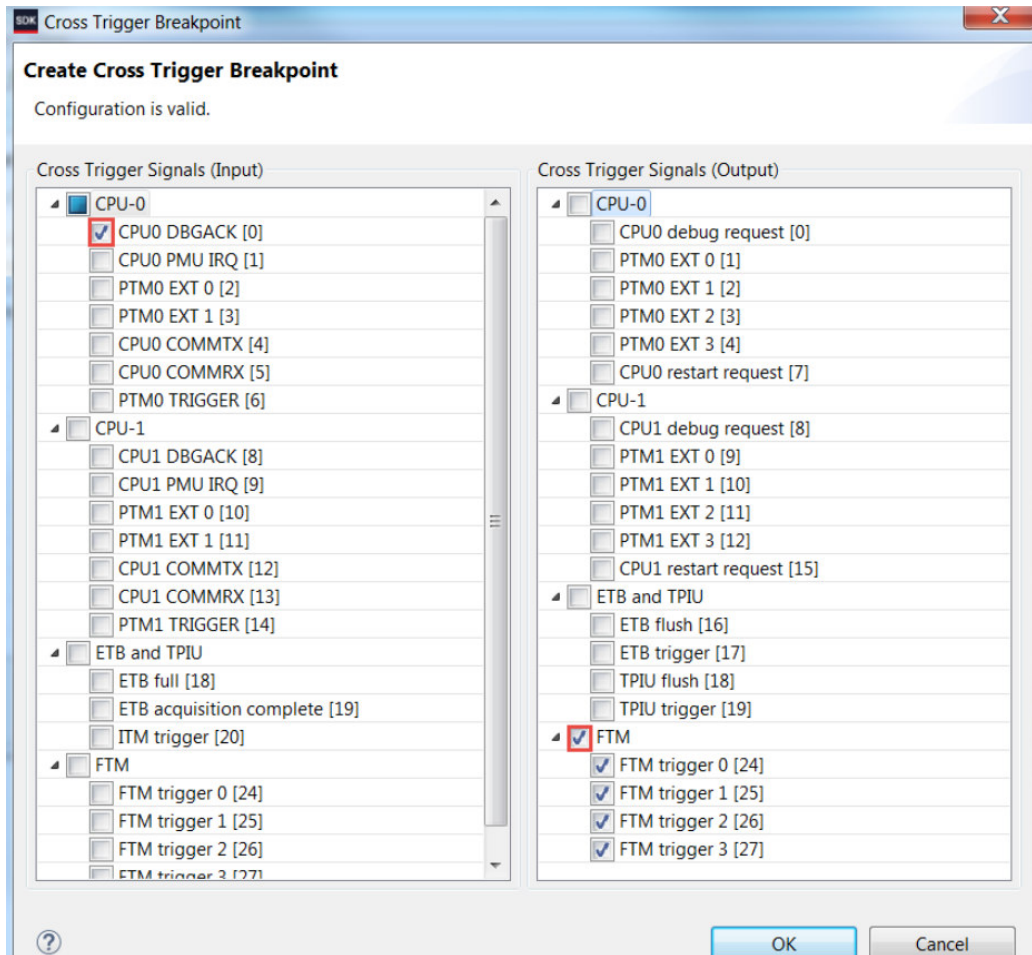 SDK Cross Trigger Breakpoint
Create Cross Trigger Breakpoint
Configuration is valid.
Cross Trigger Signals (Input)
CPU-0
CPU0 DBGACK [0]
CPU0 PMU IRQ [1]
PTM0 EXT 0 [2]
PTM0 EXT 1 [3]
CPU0 COMMTX [4]
CPU0 COMMRX [5]
PTM0 TRIGGER [6]
CPU-1
CPU1 DBGACK [8]
CPU1 PMU IRQ [9]
PTM1 EXT 0 [10]
PTM1 EXT 1 [11]
CPU1 COMMTX [12]
CPU1 COMMRX [13]
PTM1 TRIGGER [14]
ETB and TPIU
ETB full [18]
ETB acquisition complete [19]
ITM trigger [20]
FTM
FTM trigger 0 [24]
FTM trigger 1 [25]
FTM trigger 2 [26]
FTM trigger 3 [27]
Cross Trigger Signals (Output)
CPU-0
CPU0 debug request [0]
PTM0 EXT 0 [1]
PTM0 EXT 1 [2]
PTM0 EXT 2 [3]
PTM0 EXT 3 [4]
CPU0 restart request [7]
CPU-1
CPU1 debug request [8]
PTM1 EXT 0 [9]
PTM1 EXT 1 [10]
PTM1 EXT 2 [11]
PTM1 EXT 3 [12]
CPU1 restart request [15]
ETB and TPIU
ETB flush [16]
ETB trigger [17]
TPIU flush [18]
TPIU trigger [19]
FTM
FTM trigger 0 [24]
FTM trigger 1 [25]
FTM trigger 2 [26]
FTM trigger 3 [27]
?
OK
Cancel